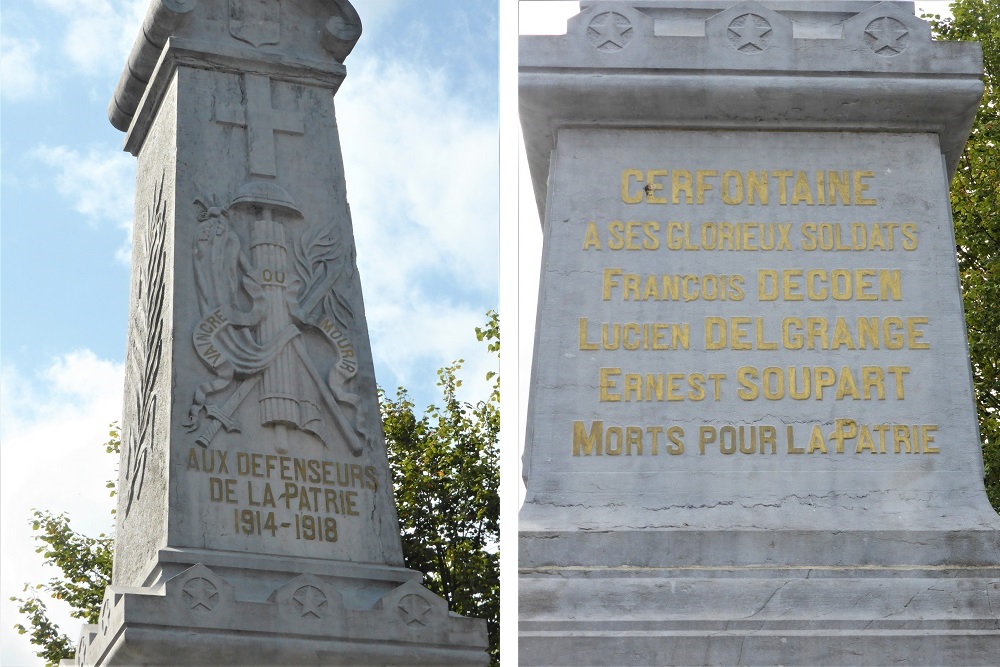 VAINCRE
OU
MOURIR
AUX DEFENSEURS
DE LA PATRIE
1914-1918
CERFONTAINE
A SES GLORIEUX SOLDATS
FRANÇOIS DECOEN
LUCIEN DELGRANGE
ERNEST SOUPART
MORTS POUR LA PATRIE